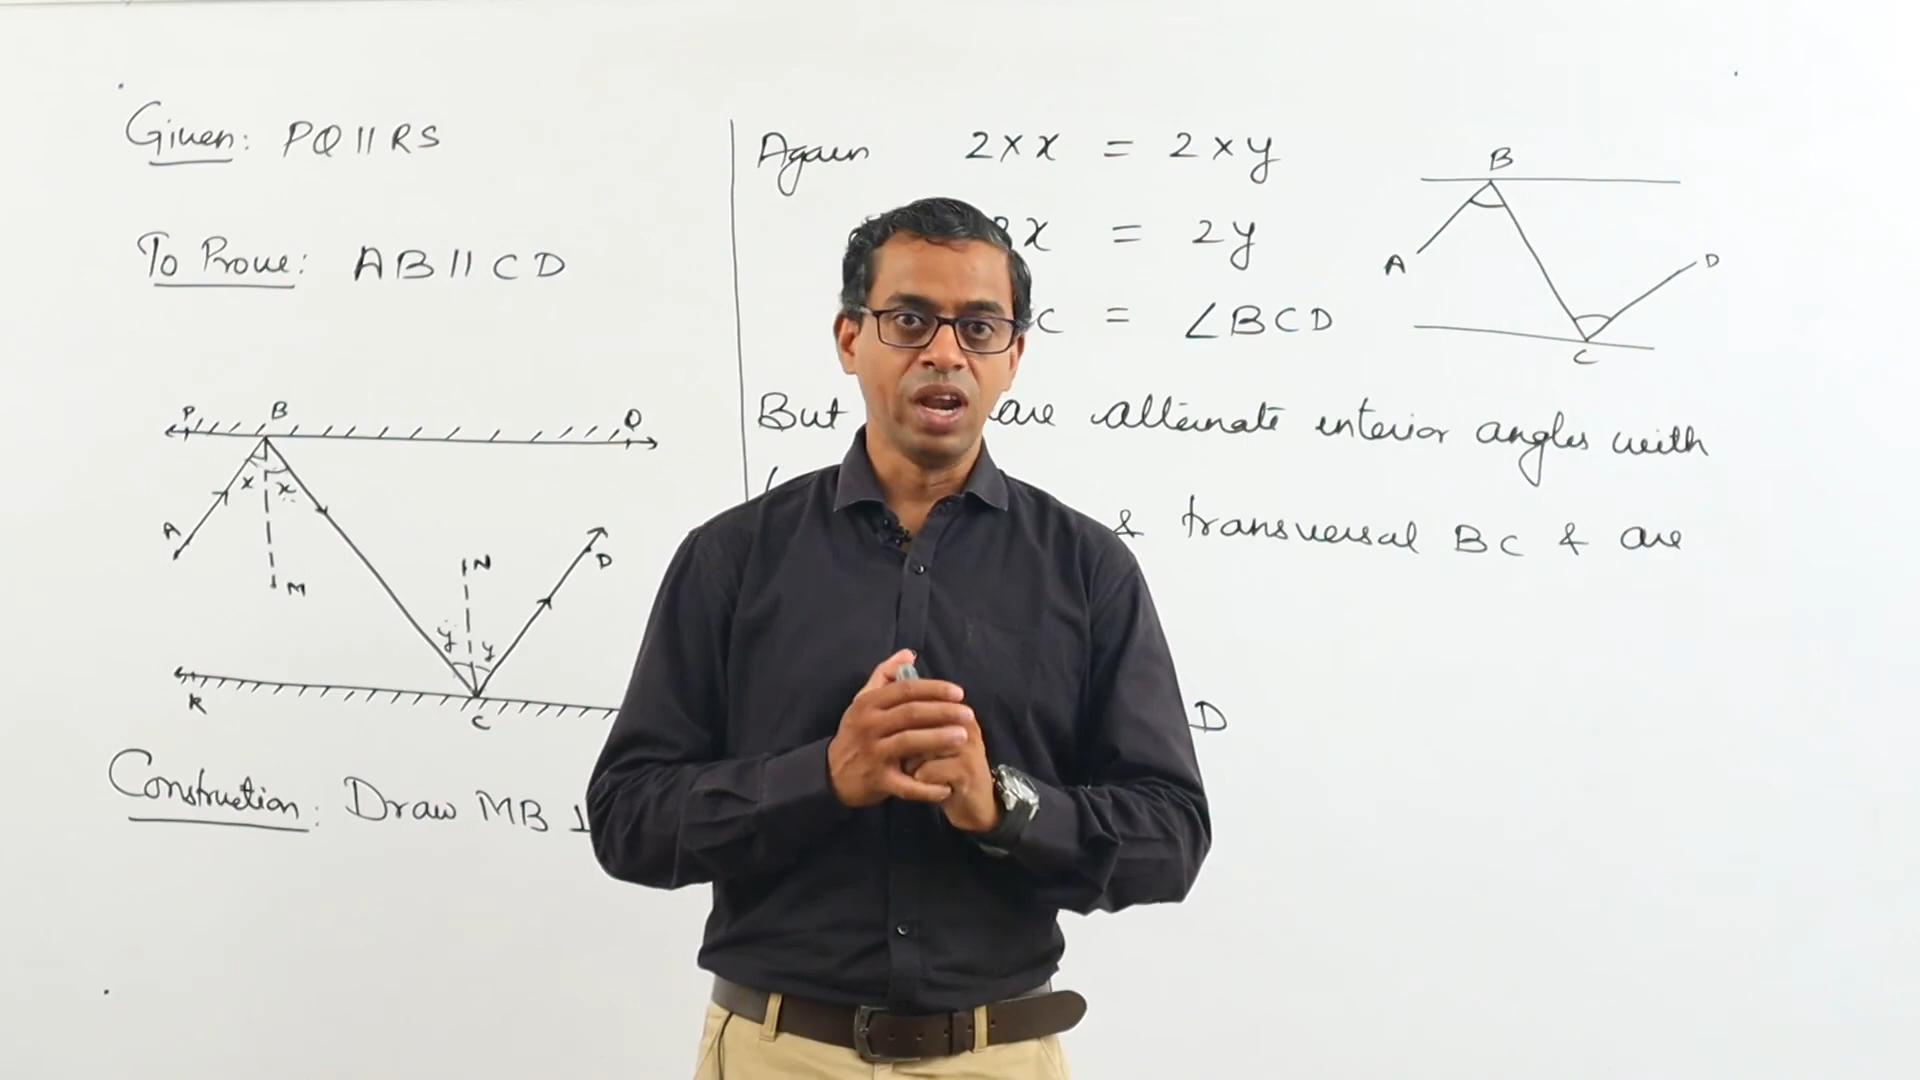 Given: PQ || RS
To Prove: AB || CD
P B Q
x x
A
M
N
D
y y
R
C
Construction: Draw MB ⊥
Again 2 × x = 2 × y
x = 2y
C = ∠BCD
But are alternate interior angles with
& transversal BC & are
D
B
A
D
C